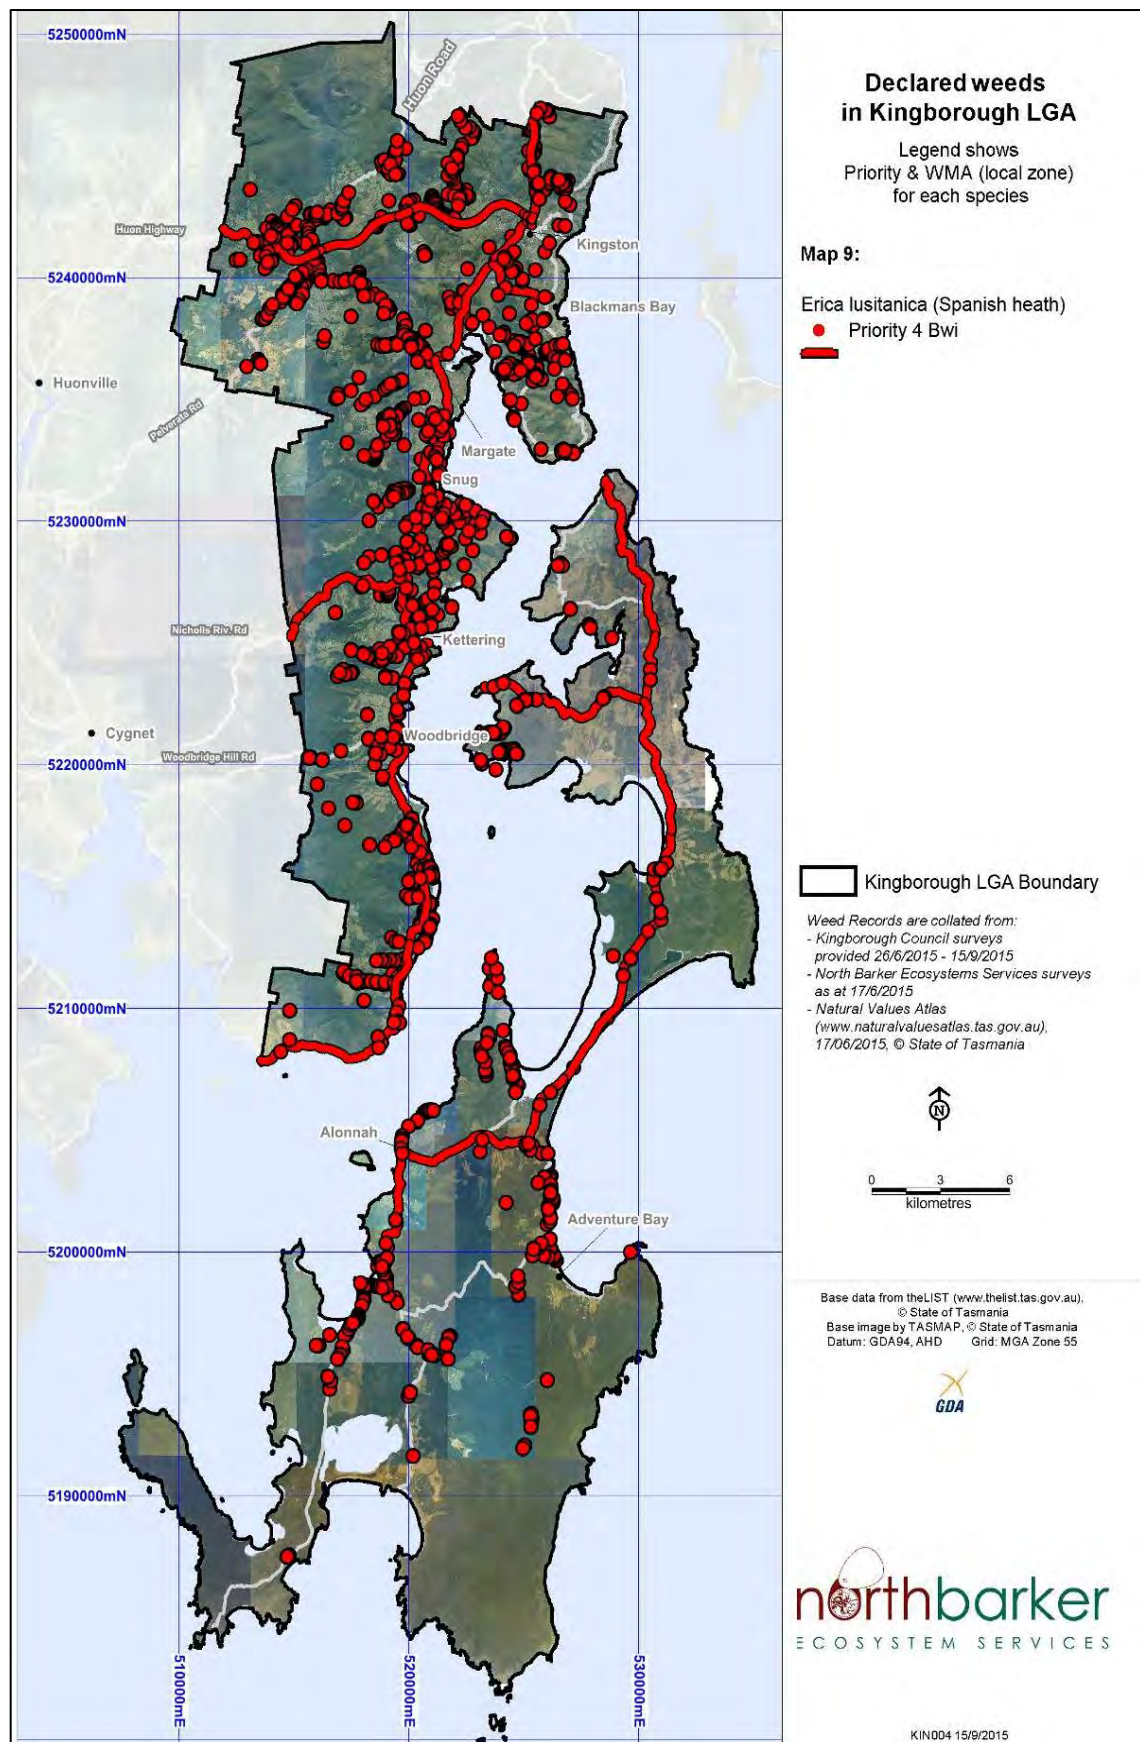 5250000mN
Huon Road
Huon Highway
Kingston
5240000mN
Blackmans Bay
Huonville
Pelverata Rd
Margate
Snug
5230000mN
Nicholls Riv. Rd
Kettering
Cygnet
Woodbridge
Woodbridge Hill Rd
5220000mN
5210000mN
Alonnah
Adventure Bay
5200000mN
5190000mN
510000mE
520000mE
530000mE
Declared weeds
in Kingborough LGA
Legend shows
Priority & WMA (local zone)
for each species
Map 9:
Erica lusitanica (Spanish heath)
Priority 4 Bwi
Kingborough LGA Boundary
Weed Records are collated from:
- Kingborough Council surveys
provided 26/6/2015 - 15/9/2015
- North Barker Ecosystems Services surveys
as at 17/6/2015
- Natural Values Atlas
(www.naturalvaluesatlas.tas.gov.au),
17/06/2015, © State of Tasmania
N
0 3 6
kilometres
Base data from theLIST (www.thelist.tas.gov.au),
© State of Tasmania
Base image by TASMAP, © State of Tasmania
Datum: GDA94, AHD Grid: MGA Zone 55
GDA
northbarker
ECOSYSTEM SERVICES
KIN004 15/9/2015